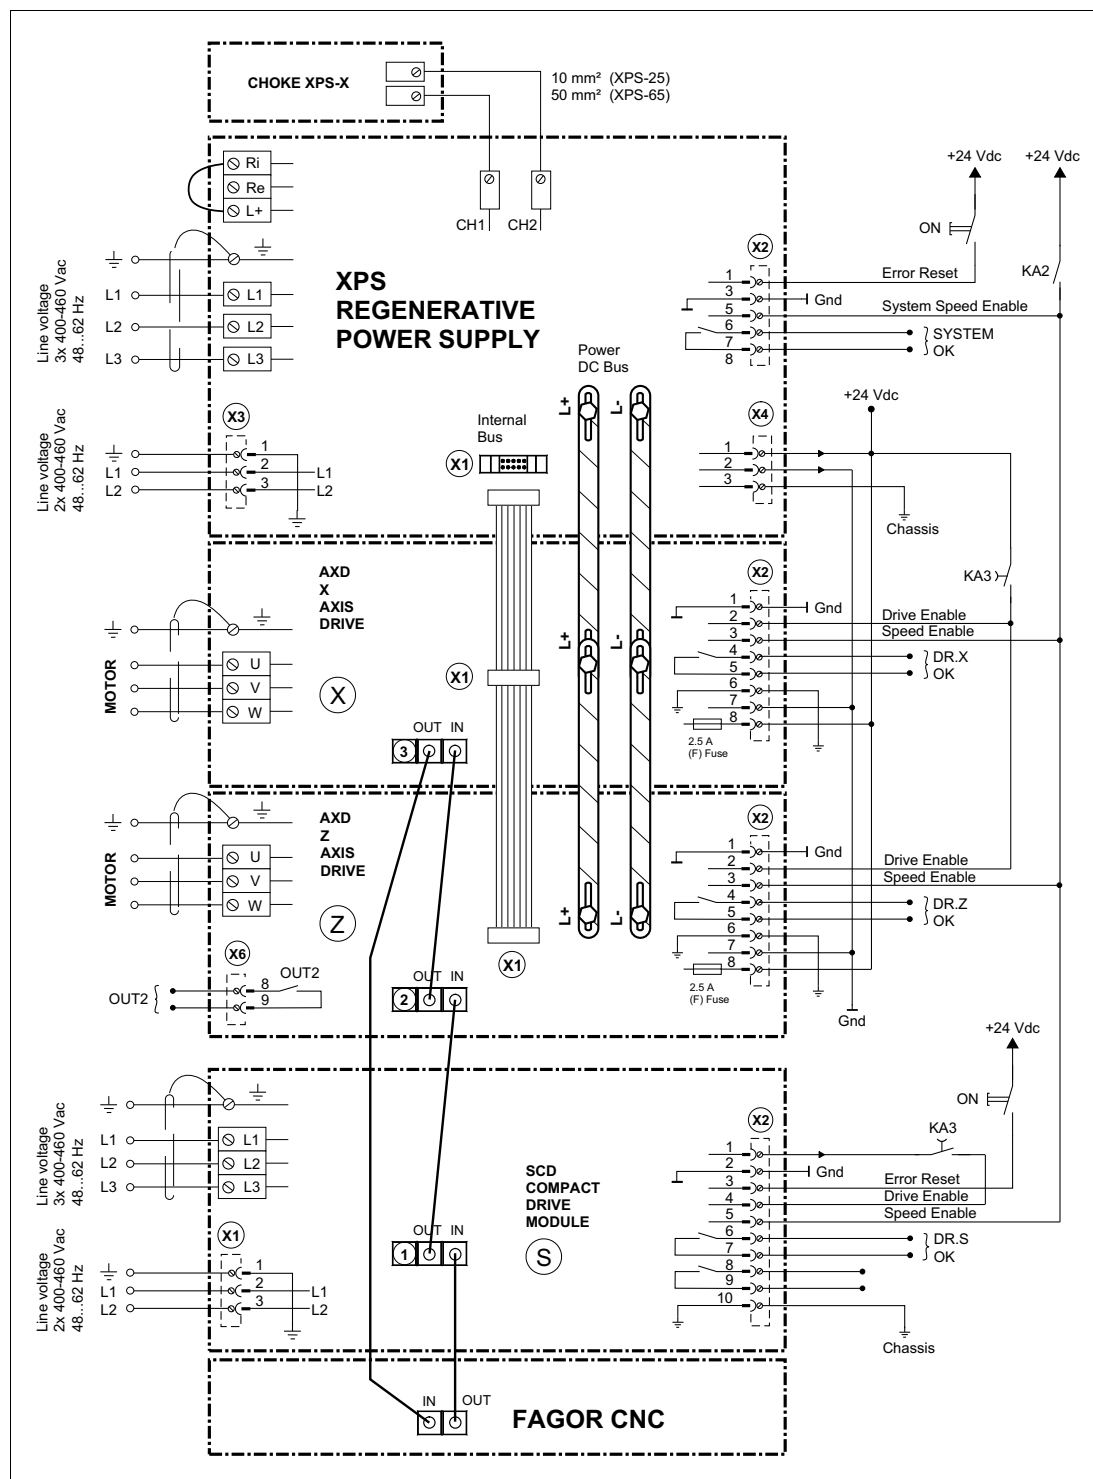 CHOKE XPS-X
10 mm² (XPS-25)
50 mm² (XPS-65)
CH1
CH2
Ri
Re
L+
Line voltage
3x 400-460 Vac
48...62 Hz
L1
L2
L3
L1
L2
L3
XPS
REGENERATIVE
POWER SUPPLY
Line voltage
2x 400-460 Vac
48...62 Hz
L1
L2
X3
1
2
3
L1
L2
Internal
Bus
X1
Power
DC Bus
L+
L-
X2
1
3
5
6
7
8
Error Reset
Gnd
System Speed Enable
SYSTEM
OK
+24 Vdc
+24 Vdc
ON
KA2
+24 Vdc
X4
1
2
3
Chassis
KA3
AXD
X
AXIS
DRIVE
X
MOTOR
U
V
W
X1
L+
L-
OUT IN
3
X2
1
2
3
4
5
6
7
8
Gnd
Drive Enable
Speed Enable
DR.X
OK
2.5 A
(F) Fuse
AXD
Z
AXIS
DRIVE
Z
MOTOR
U
V
W
X6
8
9
OUT2
OUT2
X1
L+
L-
OUT IN
2
X2
1
2
3
4
5
6
7
8
Gnd
Drive Enable
Speed Enable
DR.Z
OK
2.5 A
(F) Fuse
Gnd
+24 Vdc
ON
Line voltage
3x 400-460 Vac
48...62 Hz
L1
L2
L3
L1
L2
L3
Line voltage
2x 400-460 Vac
48...62 Hz
L1
L2
X1
1
2
3
L1
L2
SCD
COMPACT
DRIVE
MODULE
S
OUT IN
1
X2
1
2
3
4
5
6
7
8
9
10
KA3
Gnd
Error Reset
Drive Enable
Speed Enable
DR.S
OK
Chassis
IN
OUT
FAGOR CNC